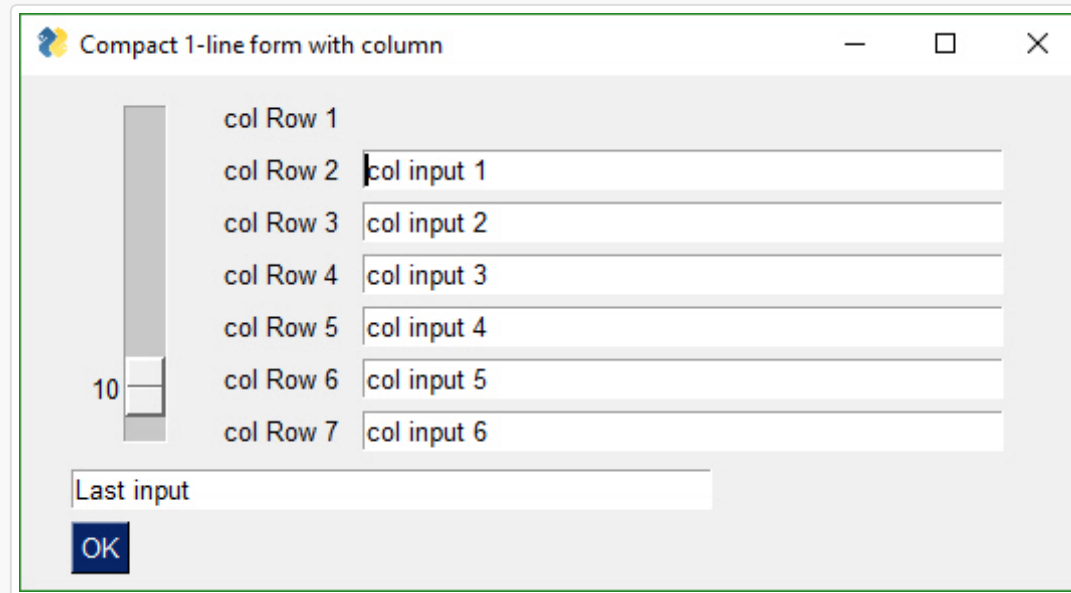 Compact 1-line form with column
col Row 1
col Row 2 col input 1
col Row 3 col input 2
col Row 4 col input 3
col Row 5 col input 4
10 col Row 6 col input 5
col Row 7 col input 6
Last input
OK